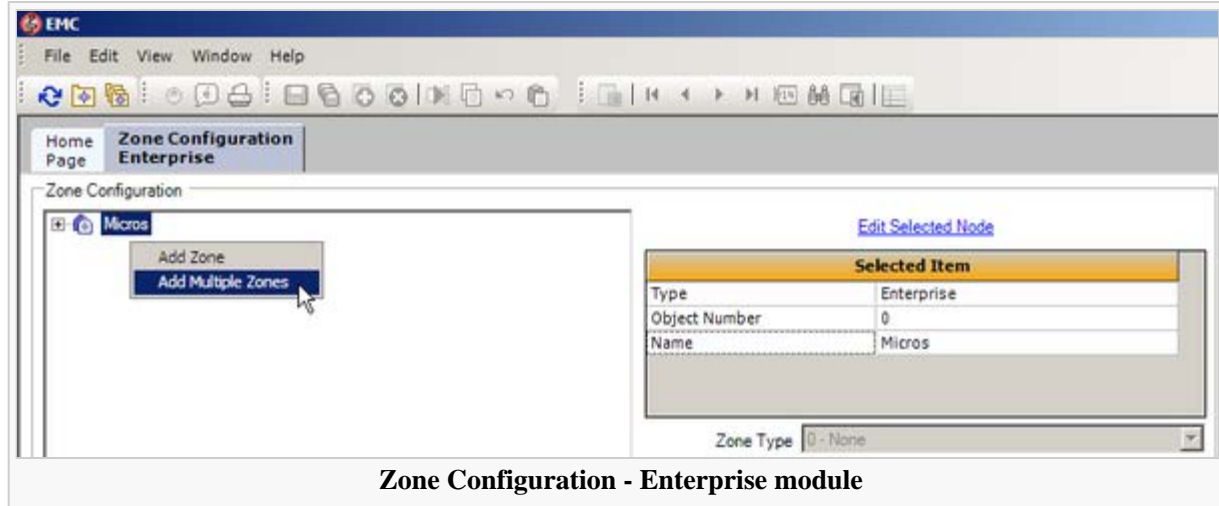 EMC
File Edit View Window Help
Home Page
Zone Configuration Enterprise
Zone Configuration
Micros
Add Zone
Add Multiple Zones
Edit Selected Node
Selected Item
Type Enterprise
Object Number 0
Name Micros
Zone Type 0 - None
Zone Configuration - Enterprise module